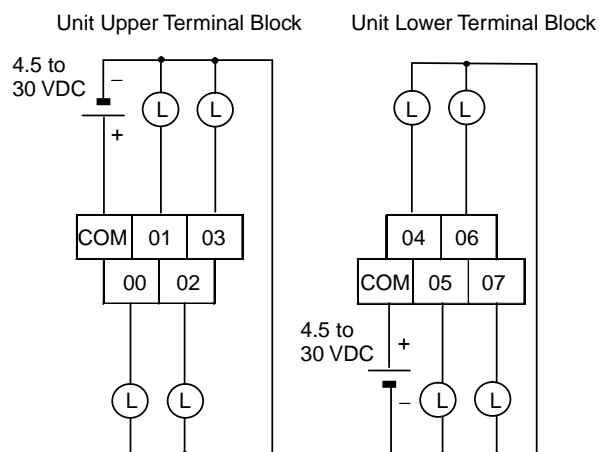 Unit Upper Terminal Block
4.5 to
30 VDC
–
+
L
L
COM 01 03
00 02
L
L
Unit Lower Terminal Block
L
L
04 06
COM 05 07
4.5 to
30 VDC
+
–
L
L